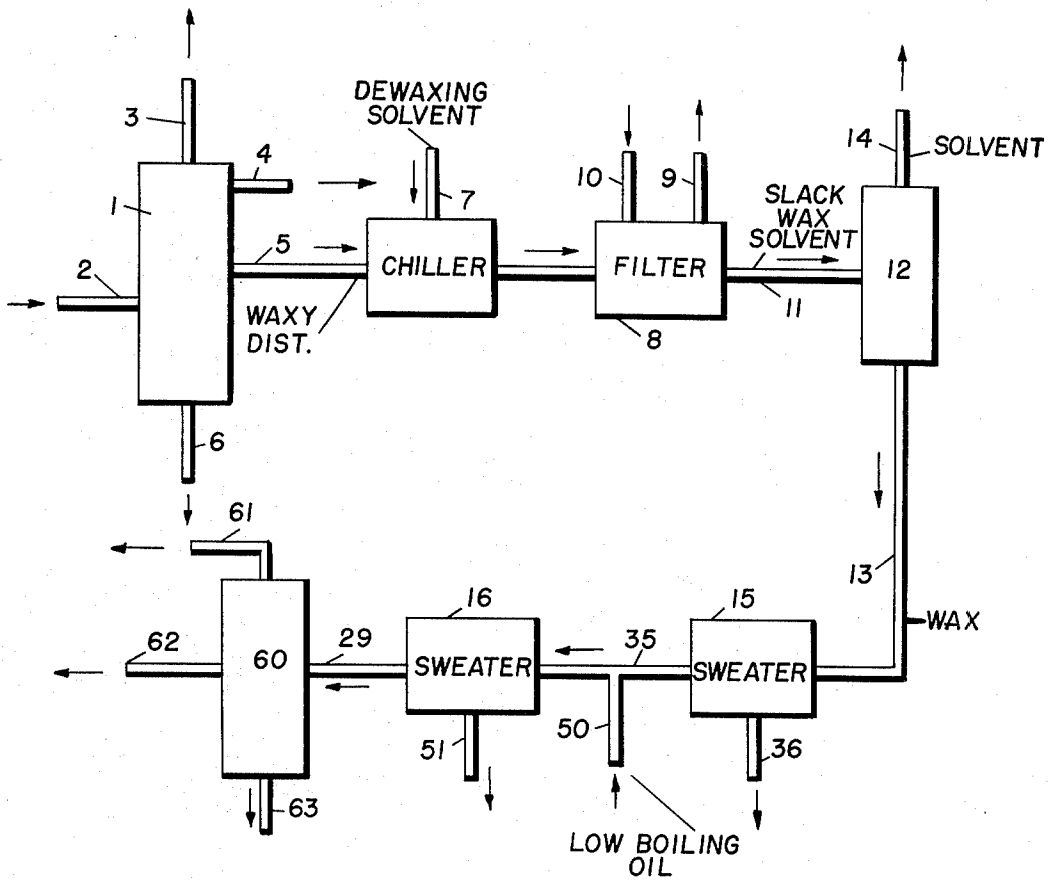 3
DEWAXING
SOLVENT
4
1
7
10
9
14
SOLVENT
5
CHILLER
FILTER
SLACK
WAX
SOLVENT
12
2
WAXY
DIST.
8
11
6
61
13
16
15
WAX
62
60
29
SWEATER
35
SWEATER
51
50
36
63
LOW BOILING
OIL